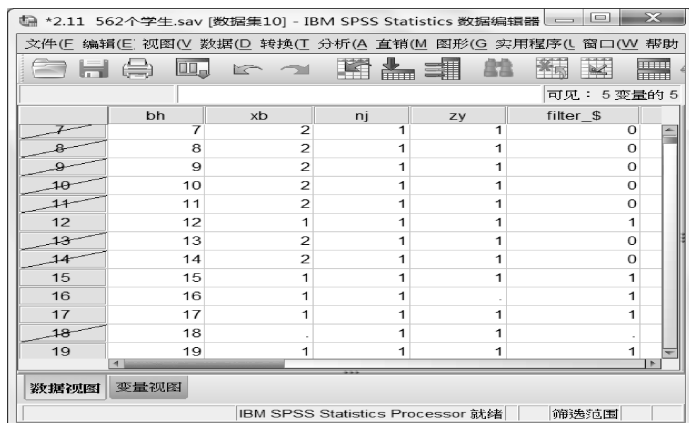 *2.11 562个学生.sav [数据集10] - IBM SPSS Statistics 数据编辑器
文件(F 编辑(E 视图(V 数据(D 转换(T 分析(A 直销(M 图形(G 实用程序(U 窗口(W 帮助
可见： 5 变量的 5
bh xb nj zy filter_$
7 7 2 1 1 0
8 8 2 1 1 0
9 9 2 1 1 0
10 10 2 1 1 0
11 11 2 1 1 0
12 12 1 1 1 1
13 13 2 1 1 0
14 14 2 1 1 0
15 15 1 1 1 1
16 16 1 1 . 1
17 17 1 1 1 1
18 18 . 1 1 .
19 19 1 1 1 1
数据视图 变量视图
IBM SPSS Statistics Processor 就绪 筛选范围